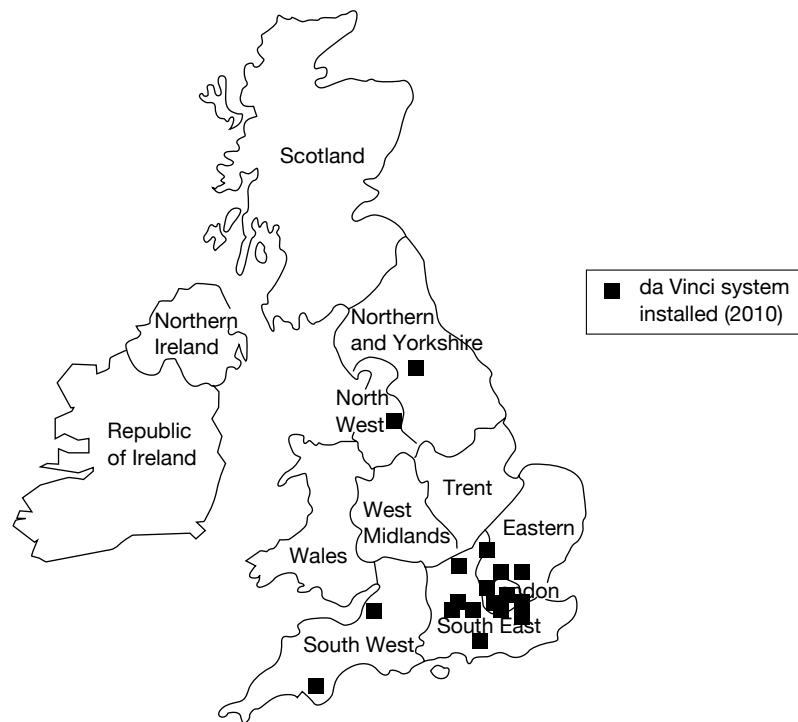 Scotland
da Vinci system
installed (2010)
Northern
Ireland
Northern
and Yorkshire
North
West
Republic
of Ireland
Trent
West
Midlands
Eastern
Wales
South East
South West